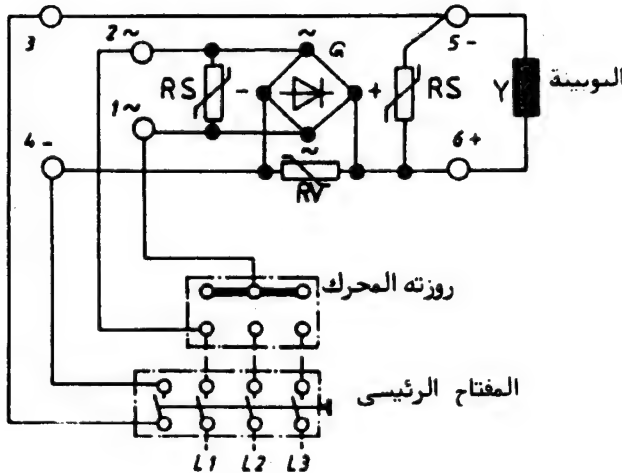 3
2~
~
G
5-
RS
-
+
RS
Y
البوبينة
1~
~
4-
6+
RV
روزته المحرك
المفتاح الرئيسى
L1 L2 L3